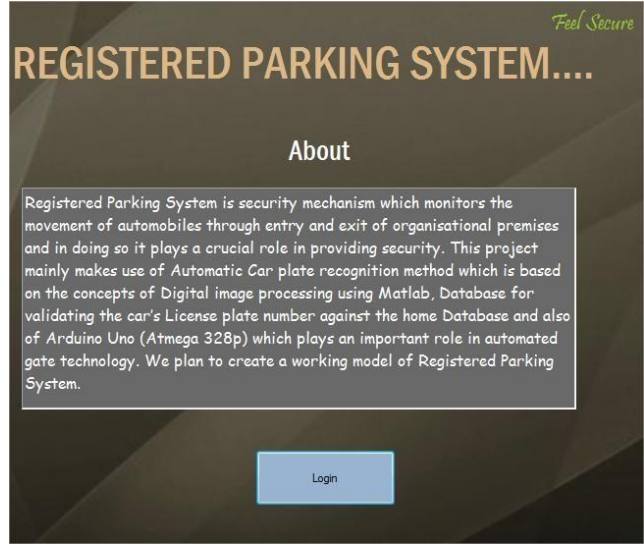 Feel Secure
REGISTERED PARKING SYSTEM....
About
Registered Parking System is security mechanism which monitors the
movement of automobiles through entry and exit of organisational premises
and in doing so it plays a crucial role in providing security. This project
mainly makes use of Automatic Car plate recognition method which is based
on the concepts of Digital image processing using Matlab, Database for
validating the car's License plate number against the home Database and also
of Arduino Uno (Atmega 328p) which plays an important role in automated
gate technology. We plan to create a working model of Registered Parking
System.
Login